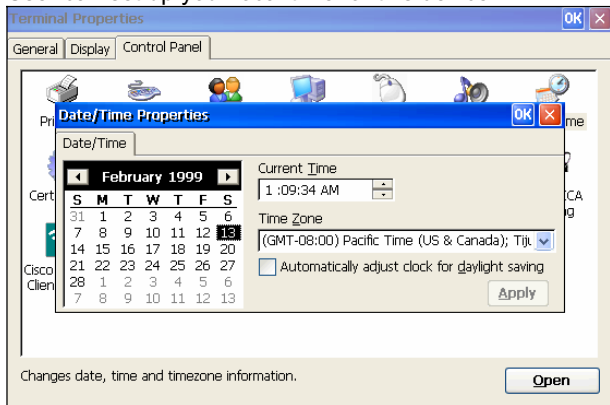 Terminal Properties OK
General Display Control Panel
Date/Time Properties OK
Pri me
Date/Time
February 1999
Current Time
1 :09:34 AM
S M T W T F S
31 1 2 3 4 5 6
7 8 9 10 11 12 13
14 15 16 17 18 19 20
21 22 23 24 25 26 27
28 1 2 3 4 5 6
7 8 9 10 11 12 13
Time Zone
(GMT-08:00) Pacific Time (US & Canada); Tiju
Automatically adjust clock for daylight saving
Apply
Cert CA
Cisco
Clien
Changes date, time and timezone information.
Open